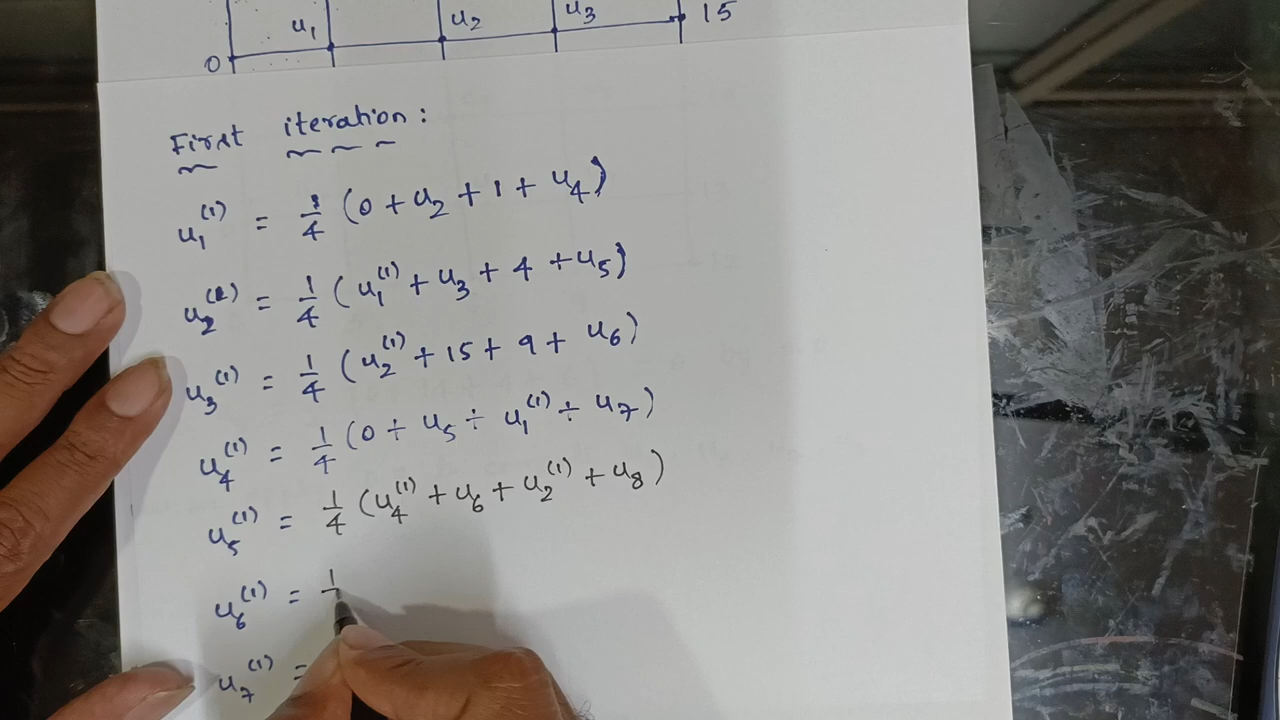 u₁ u₂ u₃ 15
0
First iteration:
u₁⁽¹⁾ = 1/4 (0 + u₂ + 1 + u₄)
u₂⁽¹⁾ = 1/4 (u₁⁽¹⁾ + u₃ + 4 + u₅)
u₃⁽¹⁾ = 1/4 (u₂⁽¹⁾ + 15 + 9 + u₆)
u₄⁽¹⁾ = 1/4 (0 ÷ u₅ ÷ u₁⁽¹⁾ ÷ u₇)
u₅⁽¹⁾ = 1/4 (u₄⁽¹⁾ + u₆ + u₂⁽¹⁾ + u₈)
u₆⁽¹⁾ = 1
u₇⁽¹⁾ =